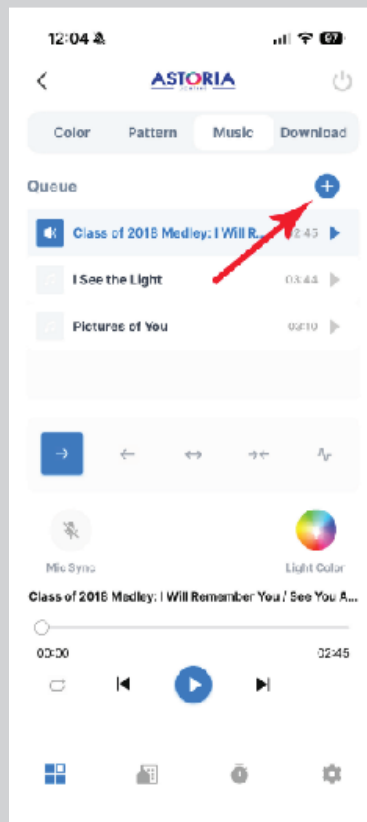 12:04
97
ASTORIA
LIGHTING
Color Pattern Music Download
Queue
Class of 2018 Medley: I Will R... 2:45
I See the Light 03:44
Pictures of You 03:10
Mic Sync Light Color
Class of 2018 Medley: I Will Remember You / See You A...
00:00 02:45